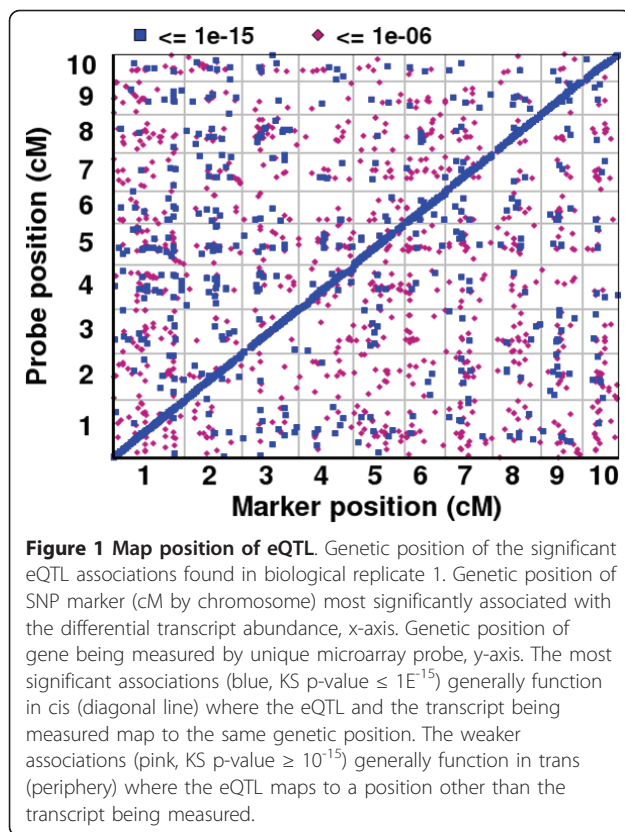 <= 1e-15 <= 1e-06
10
9
8
7
6
5
4
3
2
1
Probe position (cM)
1 2 3 4 5 6 7 8 9 10
Marker position (cM)
Figure 1 Map position of eQTL. Genetic position of the significant
eQTL associations found in biological replicate 1. Genetic position of
SNP marker (cM by chromosome) most significantly associated with
the differential transcript abundance, x-axis. Genetic position of
gene being measured by unique microarray probe, y-axis. The most
significant associations (blue, KS p-value ≤ 1E⁻¹⁵) generally function
in cis (diagonal line) where the eQTL and the transcript being
measured map to the same genetic position. The weaker
associations (pink, KS p-value ≥ 10⁻¹⁵) generally function in trans
(periphery) where the eQTL maps to a position other than the
transcript being measured.